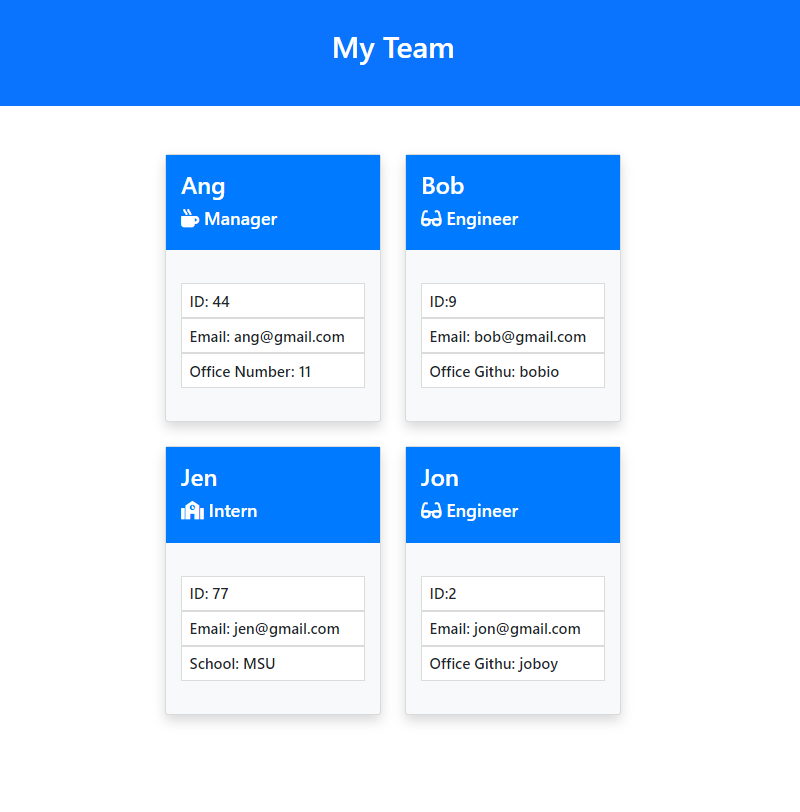 My Team
Ang
Manager
ID: 44
Email: ang@gmail.com
Office Number: 11
Bob
Engineer
ID:9
Email: bob@gmail.com
Office Githu: bobio
Jen
Intern
ID: 77
Email: jen@gmail.com
School: MSU
Jon
Engineer
ID:2
Email: jon@gmail.com
Office Githu: joboy